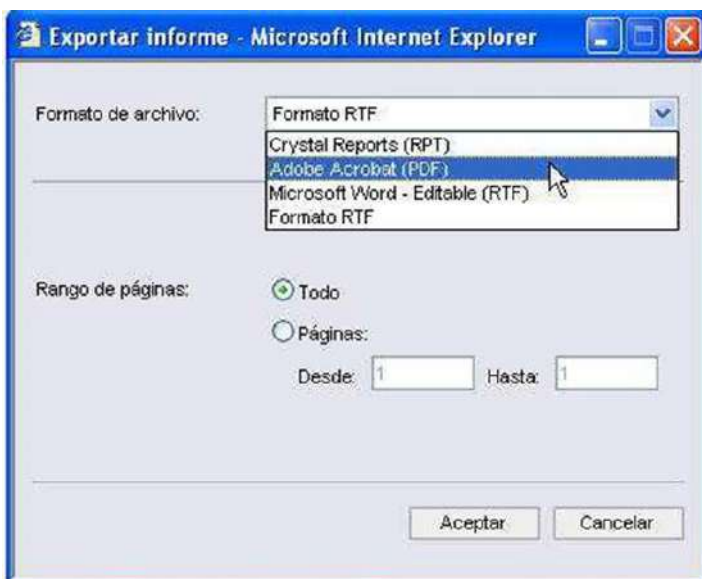 Exportar informe - Microsoft Internet Explorer
Formato de archivo: Formato RTF
Crystal Reports (RPT)
Adobe Acrobat (PDF)
Microsoft Word - Editable (RTF)
Formato RTF
Rango de páginas: Todo
Páginas:
Desde: 1 Hasta: 1
Aceptar Cancelar